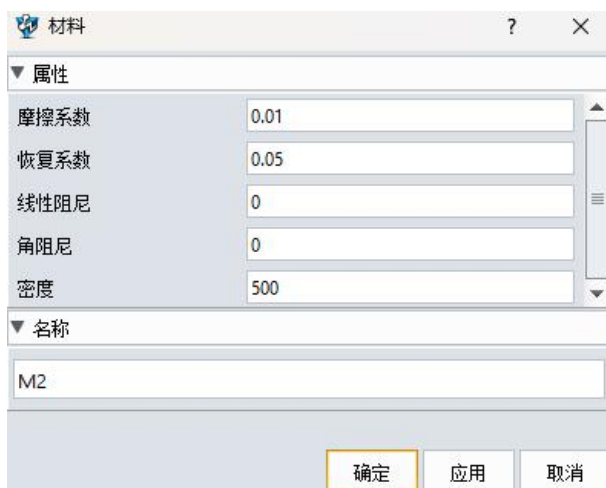 材料 ?
属性
摩擦系数 0.01
恢复系数 0.05
线性阻尼 0
角阻尼 0
密度 500
名称
M2
确定 应用 取消